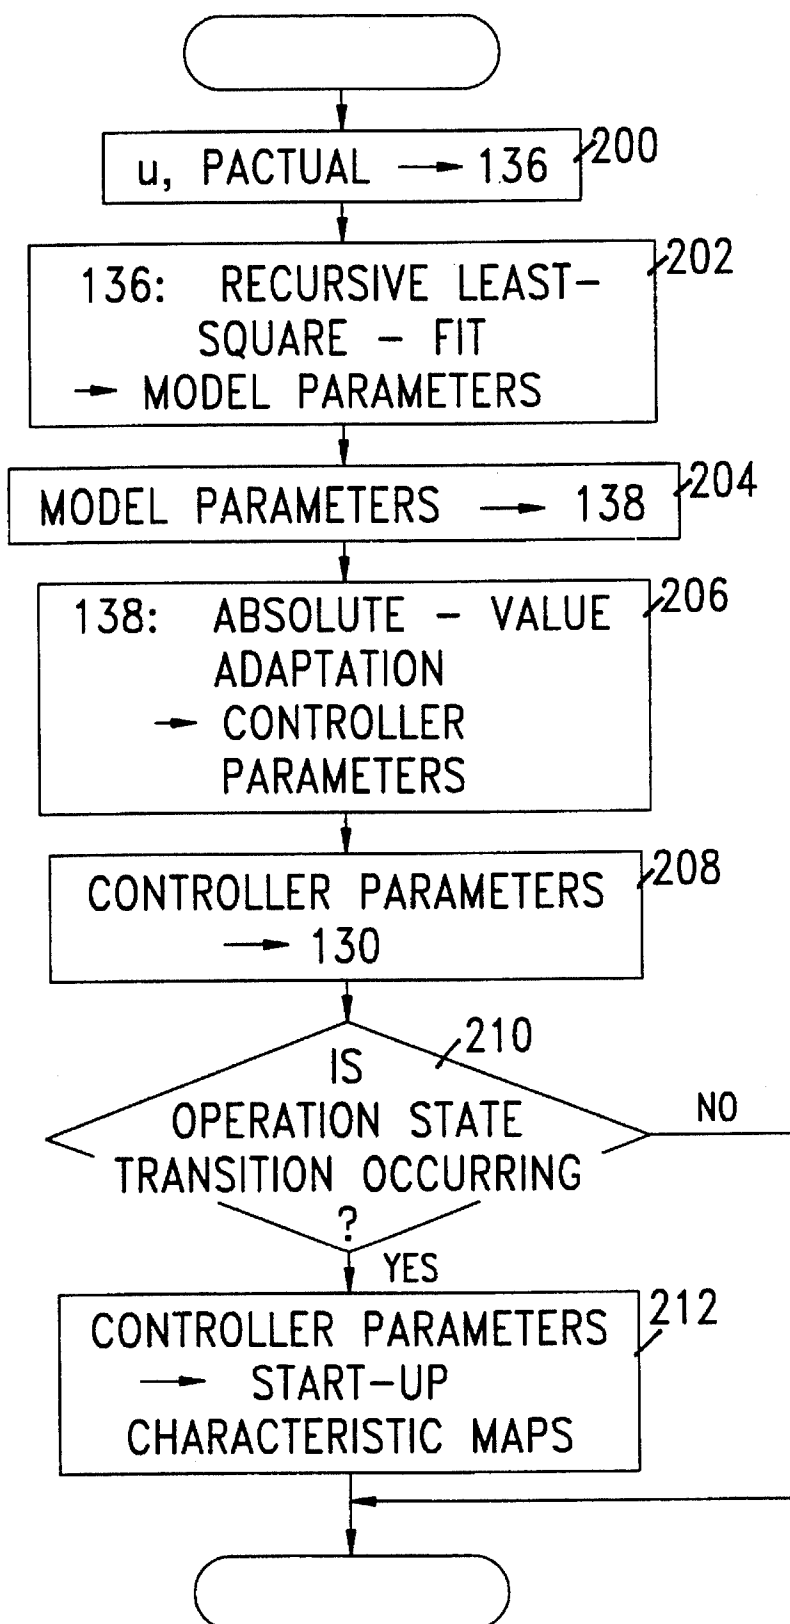 u, PACTUAL → 136
200
136: RECURSIVE LEAST-
SQUARE - FIT
→ MODEL PARAMETERS
202
MODEL PARAMETERS → 138
204
138: ABSOLUTE - VALUE
ADAPTATION
→ CONTROLLER
PARAMETERS
206
CONTROLLER PARAMETERS
→ 130
208
IS
OPERATION STATE
TRANSITION OCCURRING
?
210
NO
YES
CONTROLLER PARAMETERS
→ START-UP
CHARACTERISTIC MAPS
212